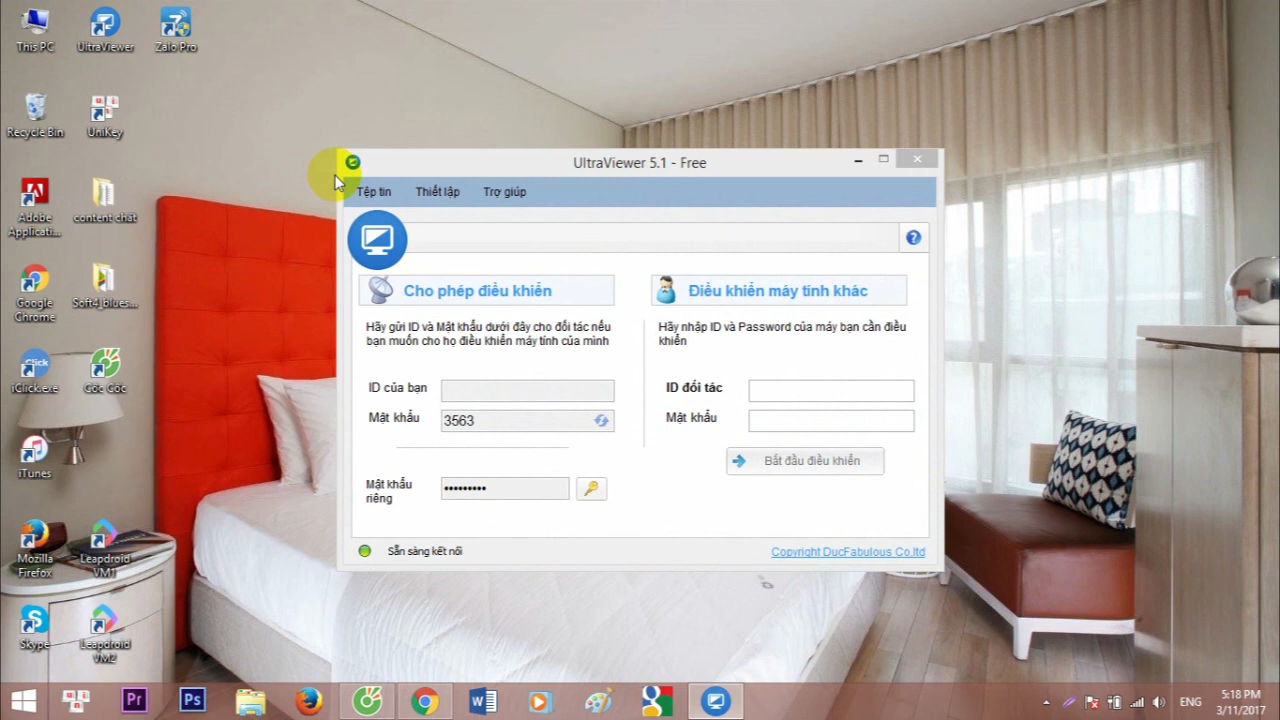 This PC
UltraViewer
Zalo Pro
Recycle Bin
UniKey
Adobe
Applicati...
content chat
Google
Chrome
Soft4_blues...
iClick.exe
Cốc Cốc
iTunes
Mozilla
Firefox
Leapdroid
VM1
Skype
Leapdroid
VM2
UltraViewer 5.1 - Free
Tệp tin
Thiết lập
Trợ giúp
Cho phép điều khiển
Hãy gửi ID và Mật khẩu dưới đây cho đối tác nếu
bạn muốn cho họ điều khiển máy tính của mình
ID của bạn
Mật khẩu
3563
Mật khẩu
riêng
•••••••••
Điều khiển máy tính khác
Hãy nhập ID và Password của máy bạn cần điều
khiển
ID đối tác
Mật khẩu
Bắt đầu điều khiển
Sẵn sàng kết nối
Copyright DucFabulous Co,ltd
Pr
Ps
ENG
5:18 PM
3/11/2017